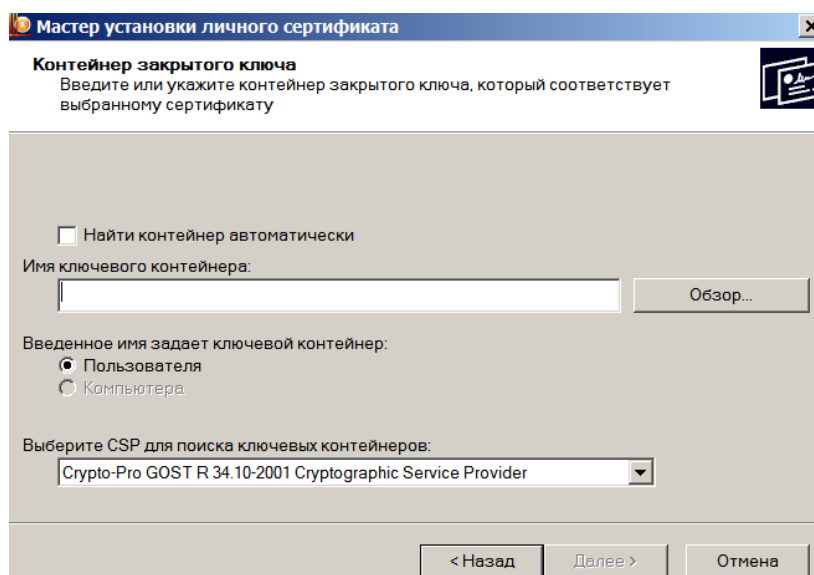 Мастер установки личного сертификата
Контейнер закрытого ключа
Введите или укажите контейнер закрытого ключа, который соответствует
выбранному сертификату
Найти контейнер автоматически
Имя ключевого контейнера:
Обзор...
Введенное имя задает ключевой контейнер:
Пользователя
Компьютера
Выберите CSP для поиска ключевых контейнеров:
Crypto-Pro GOST R 34.10-2001 Cryptographic Service Provider
< Назад
Далее >
Отмена